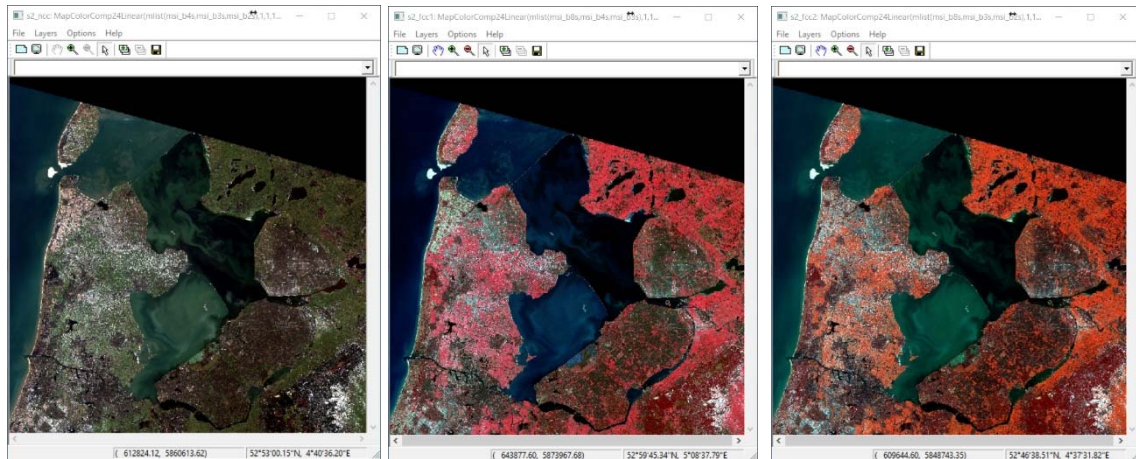 s2_ncc: MapColorComp24Linear(mlist(msi_b4s,msi_b3s,msi_b2s),1,1...
File Layers Options Help
( 612824.12, 5860613.62) 52°53'00.15"N, 4°40'36.20"E
s2_fcc1: MapColorComp24Linear(mlist(msi_b8s,msi_b4s,msi_b3s),1,1...
File Layers Options Help
( 643877.60, 5873967.68) 52°59'45.34"N, 5°08'37.79"E
s2_fcc2: MapColorComp24Linear(mlist(msi_b8s,msi_b3s,msi_b2s),1,1...
File Layers Options Help
( 609644.60, 5848743.35) 52°46'38.51"N, 4°37'31.82"E